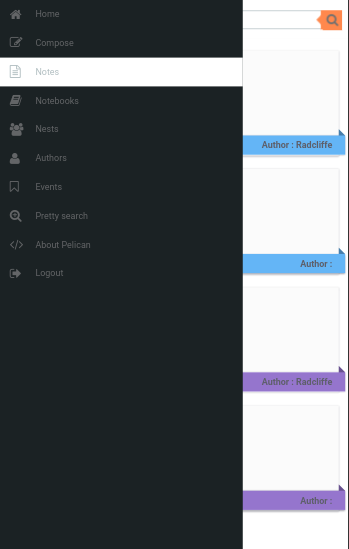 Home
Compose
Notes
Notebooks
Nests
Authors
Events
Pretty search
About Pelican
Logout
Author : Radcliffe
Author :
Author : Radcliffe
Author :